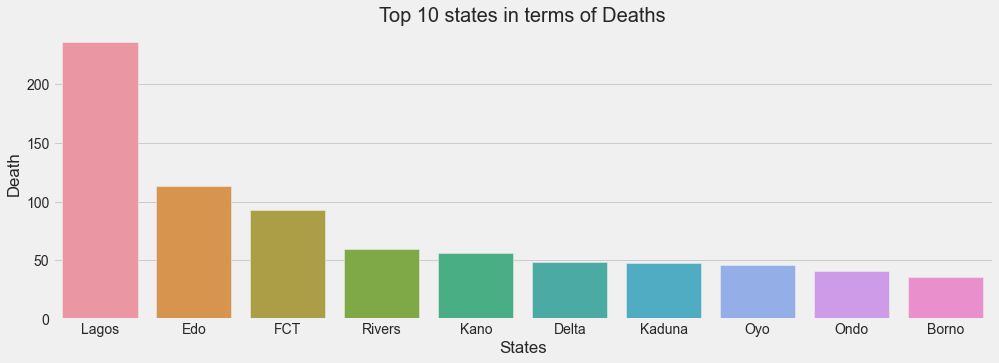 Top 10 states in terms of Deaths
Death
200
150
100
50
0
Lagos Edo FCT Rivers Kano Delta Kaduna Oyo Ondo Borno
States